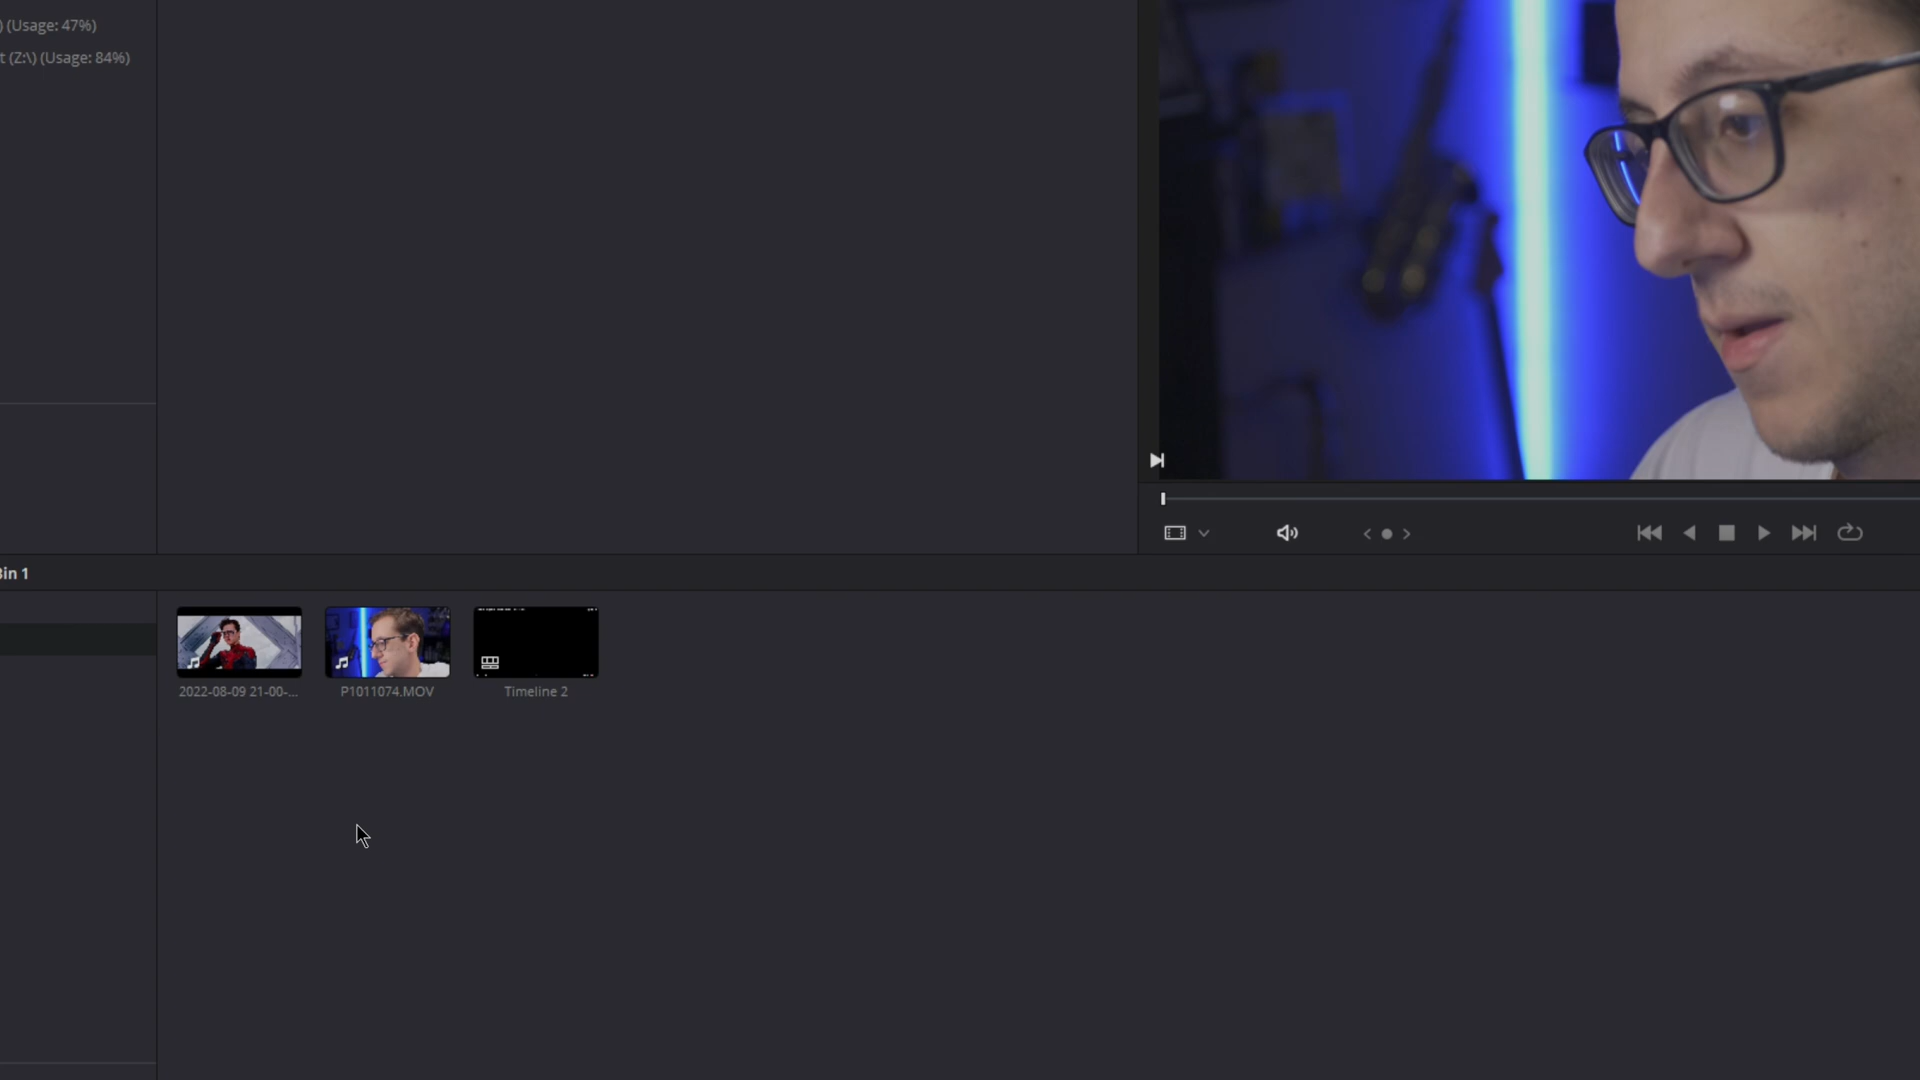 ) (Usage: 47%)
t (Z:\) (Usage: 84%)
Bin 1
2022-08-09 21-00-...
P1011074.MOV
Timeline 2